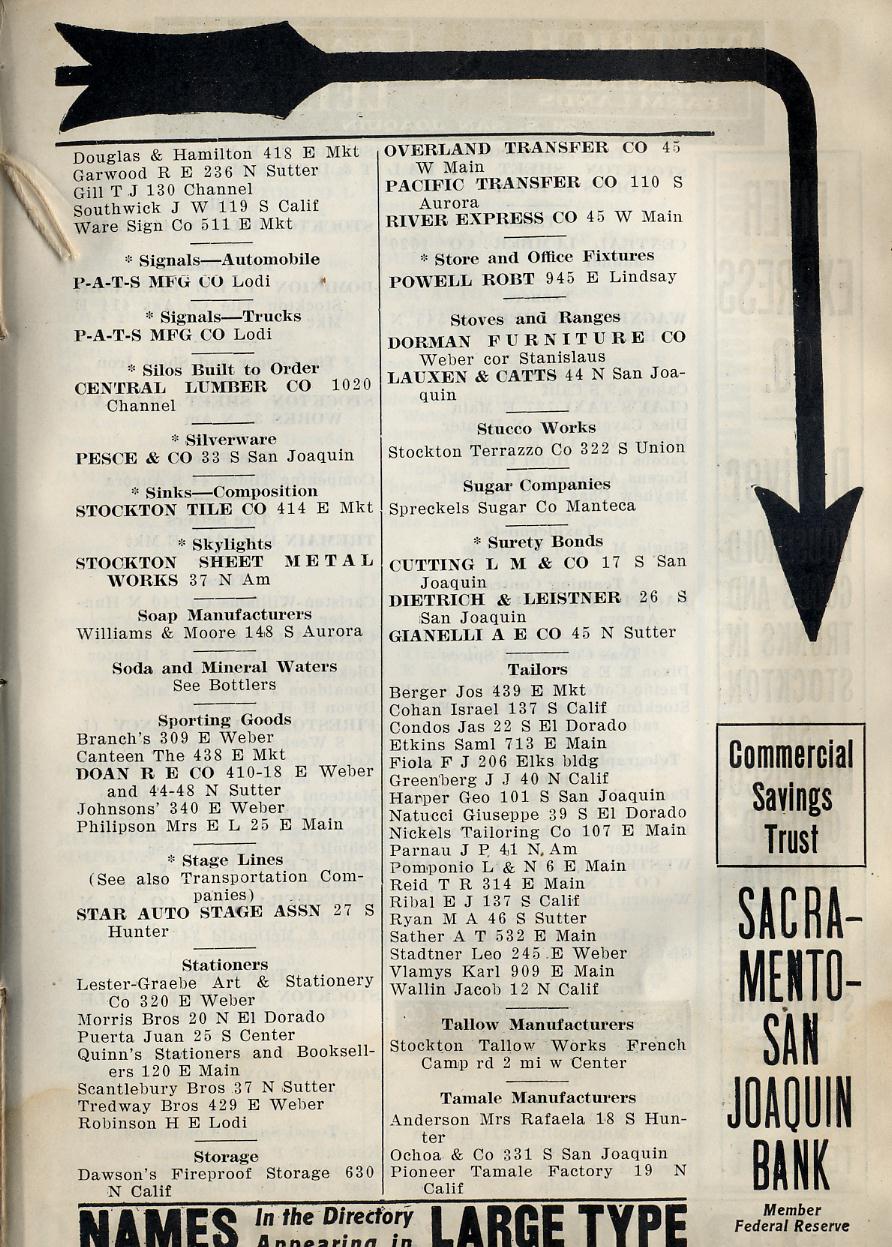 Douglas & Hamilton 418 E Mkt
Garwood R E 236 N Sutter
Gill T J 130 Channel
Southwick J W 119 S Calif
Ware Sign Co 511 E Mkt
* Signals—Automobile
P-A-T-S MFG CO Lodi
* Signals—Trucks
P-A-T-S MFG CO Lodi
* Silos Built to Order
CENTRAL LUMBER CO 1020
Channel
* Silverware
PESCE & CO 33 S San Joaquin
* Sinks—Composition
STOCKTON TILE CO 414 E Mkt
* Skylights
STOCKTON SHEET METAL
WORKS 37 N Am
Soap Manufacturers
Williams & Moore 148 S Aurora
Soda and Mineral Waters
See Bottlers
Sporting Goods
Branch's 309 E Weber
Canteen The 438 E Mkt
DOAN R E CO 410-18 E Weber
and 44-48 N Sutter
Johnsons' 340 E Weber
Philipson Mrs E L 25 E Main
* Stage Lines
(See also Transportation Com-
panies)
STAR AUTO STAGE ASSN 27 S
Hunter
Stationers
Lester-Graebe Art & Stationery
Co 320 E Weber
Morris Bros 20 N El Dorado
Puerta Juan 25 S Center
Quinn's Stationers and Booksell-
ers 120 E Main
Scantlebury Bros 37 N Sutter
Tredway Bros 429 E Weber
Robinson H E Lodi
Storage
Dawson's Fireproof Storage 630
N Calif
OVERLAND TRANSFER CO 45
W Main
PACIFIC TRANSFER CO 110 S
Aurora
RIVER EXPRESS CO 45 W Main
* Store and Office Fixtures
POWELL ROBT 945 E Lindsay
Stoves and Ranges
DORMAN FURNITURE CO
Weber cor Stanislaus
LAUXEN & CATTS 44 N San Joa-
quin
Stucco Works
Stockton Terrazzo Co 322 S Union
Sugar Companies
Spreckels Sugar Co Manteca
* Surety Bonds
CUTTING L M & CO 17 S San
Joaquin
DIETRICH & LEISTNER 26 S
San Joaquin
GIANELLI A E CO 45 N Sutter
Tailors
Berger Jos 439 E Mkt
Cohan Israel 137 S Calif
Condos Jas 22 S El Dorado
Etkins Saml 713 E Main
Fiola F J 206 Elks bldg
Greenberg J J 40 N Calif
Harper Geo 101 S San Joaquin
Natucci Giuseppe 39 S El Dorado
Nickels Tailoring Co 107 E Main
Parnau J P 41 N. Am
Pomponio L & N 6 E Main
Reid T R 314 E Main
Ribal E J 137 S Calif
Ryan M A 46 S Sutter
Sather A T 532 E Main
Stadtner Leo 245 E Weber
Vlamys Karl 909 E Main
Wallin Jacob 12 N Calif
Tallow Manufacturers
Stockton Tallow Works French
Camp rd 2 mi w Center
Tamale Manufacturers
Anderson Mrs Rafaela 18 S Hun-
ter
Ochoa & Co 331 S San Joaquin
Pioneer Tamale Factory 19 N
Calif
Commercial
Savings
Trust
SACRA-
MENTO-
SAN
JOAQUIN
BANK
Member
Federal Reserve
NAMES In the Directory Appearing in LARGE TYPE